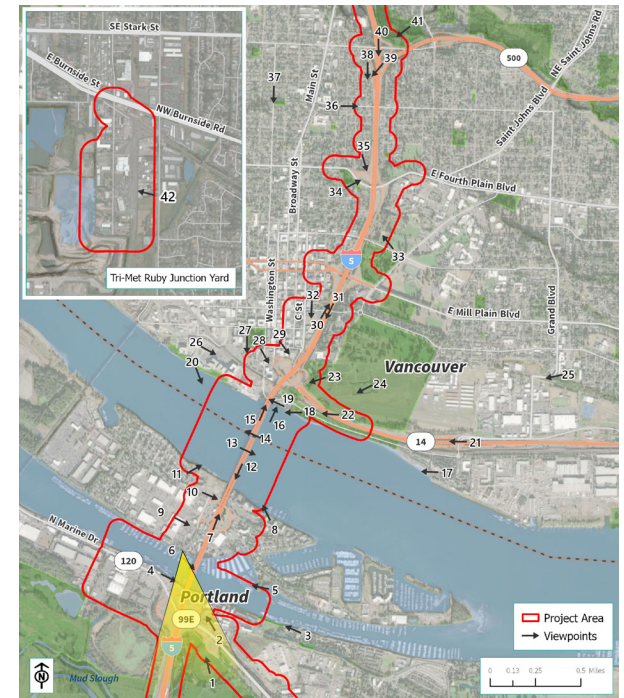 SE Stark St
E Burnside St
NW Burnside Rd
42
Tri-Met Ruby Junction Yard
41
40
38
39
500
NE Saint Johns Rd
37
Main St
36
Saint Johns Blvd
35
34
Broadway St
E Fourth Plain Blvd
33
5
Washington St
32
31
C St
30
E Mill Plain Blvd
Grand Blvd
27
28
29
26
20
Vancouver
23
24
25
19
18
22
15
16
14
14
21
13
12
17
11
10
9
7
8
N Marine Dr
6
120
4
5
Portland
99E
2
3
5
1
Mud Slough
N
Project Area
Viewpoints
0 0.13 0.25 0.5 Miles